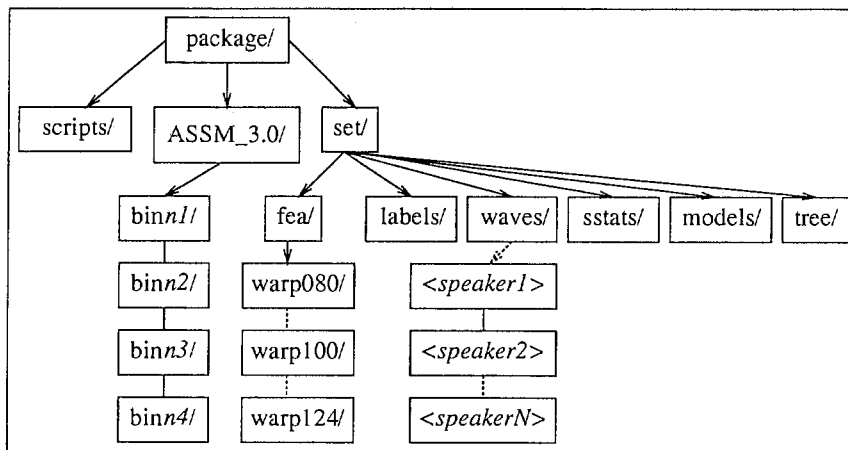 package/
scripts/ ASSM_3.0/ set/
binn1/ fea/ labels/ waves/ sstats/ models/ tree/
binn2/ warp080/ <speaker1>
binn3/ warp100/ <speaker2>
binn4/ warp124/ <speakerN>